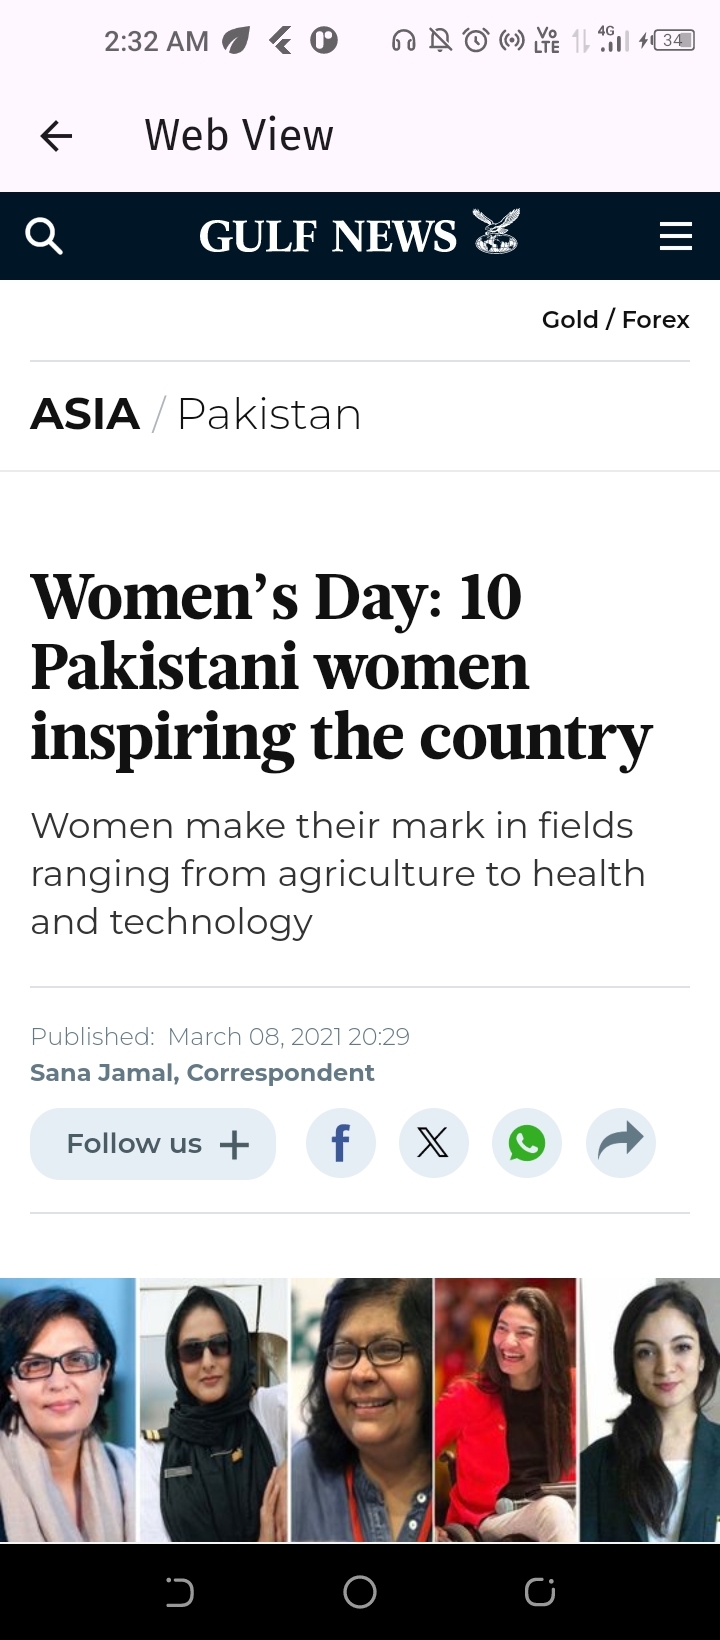 2:32 AM
Vo
LTE
4G
34
Web View
GULF NEWS
Gold / Forex
ASIA / Pakistan
Women’s Day: 10
Pakistani women
inspiring the country
Women make their mark in fields
ranging from agriculture to health
and technology
Published: March 08, 2021 20:29
Sana Jamal, Correspondent
Follow us +